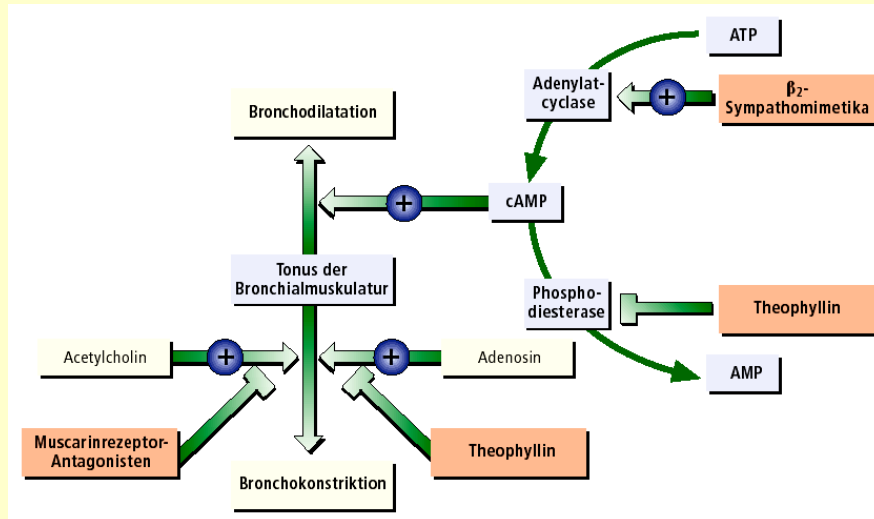 ATP
Adenylat-
cyclase
β₂-
Sympathomimetika
Bronchodilatation
+
+
cAMP
Tonus der
Bronchialmuskulatur
Phospho-
diesterase
Theophyllin
Acetylcholin
+
+
Adenosin
AMP
Muscarinrezeptor-
Antagonisten
Theophyllin
Bronchokonstriktion